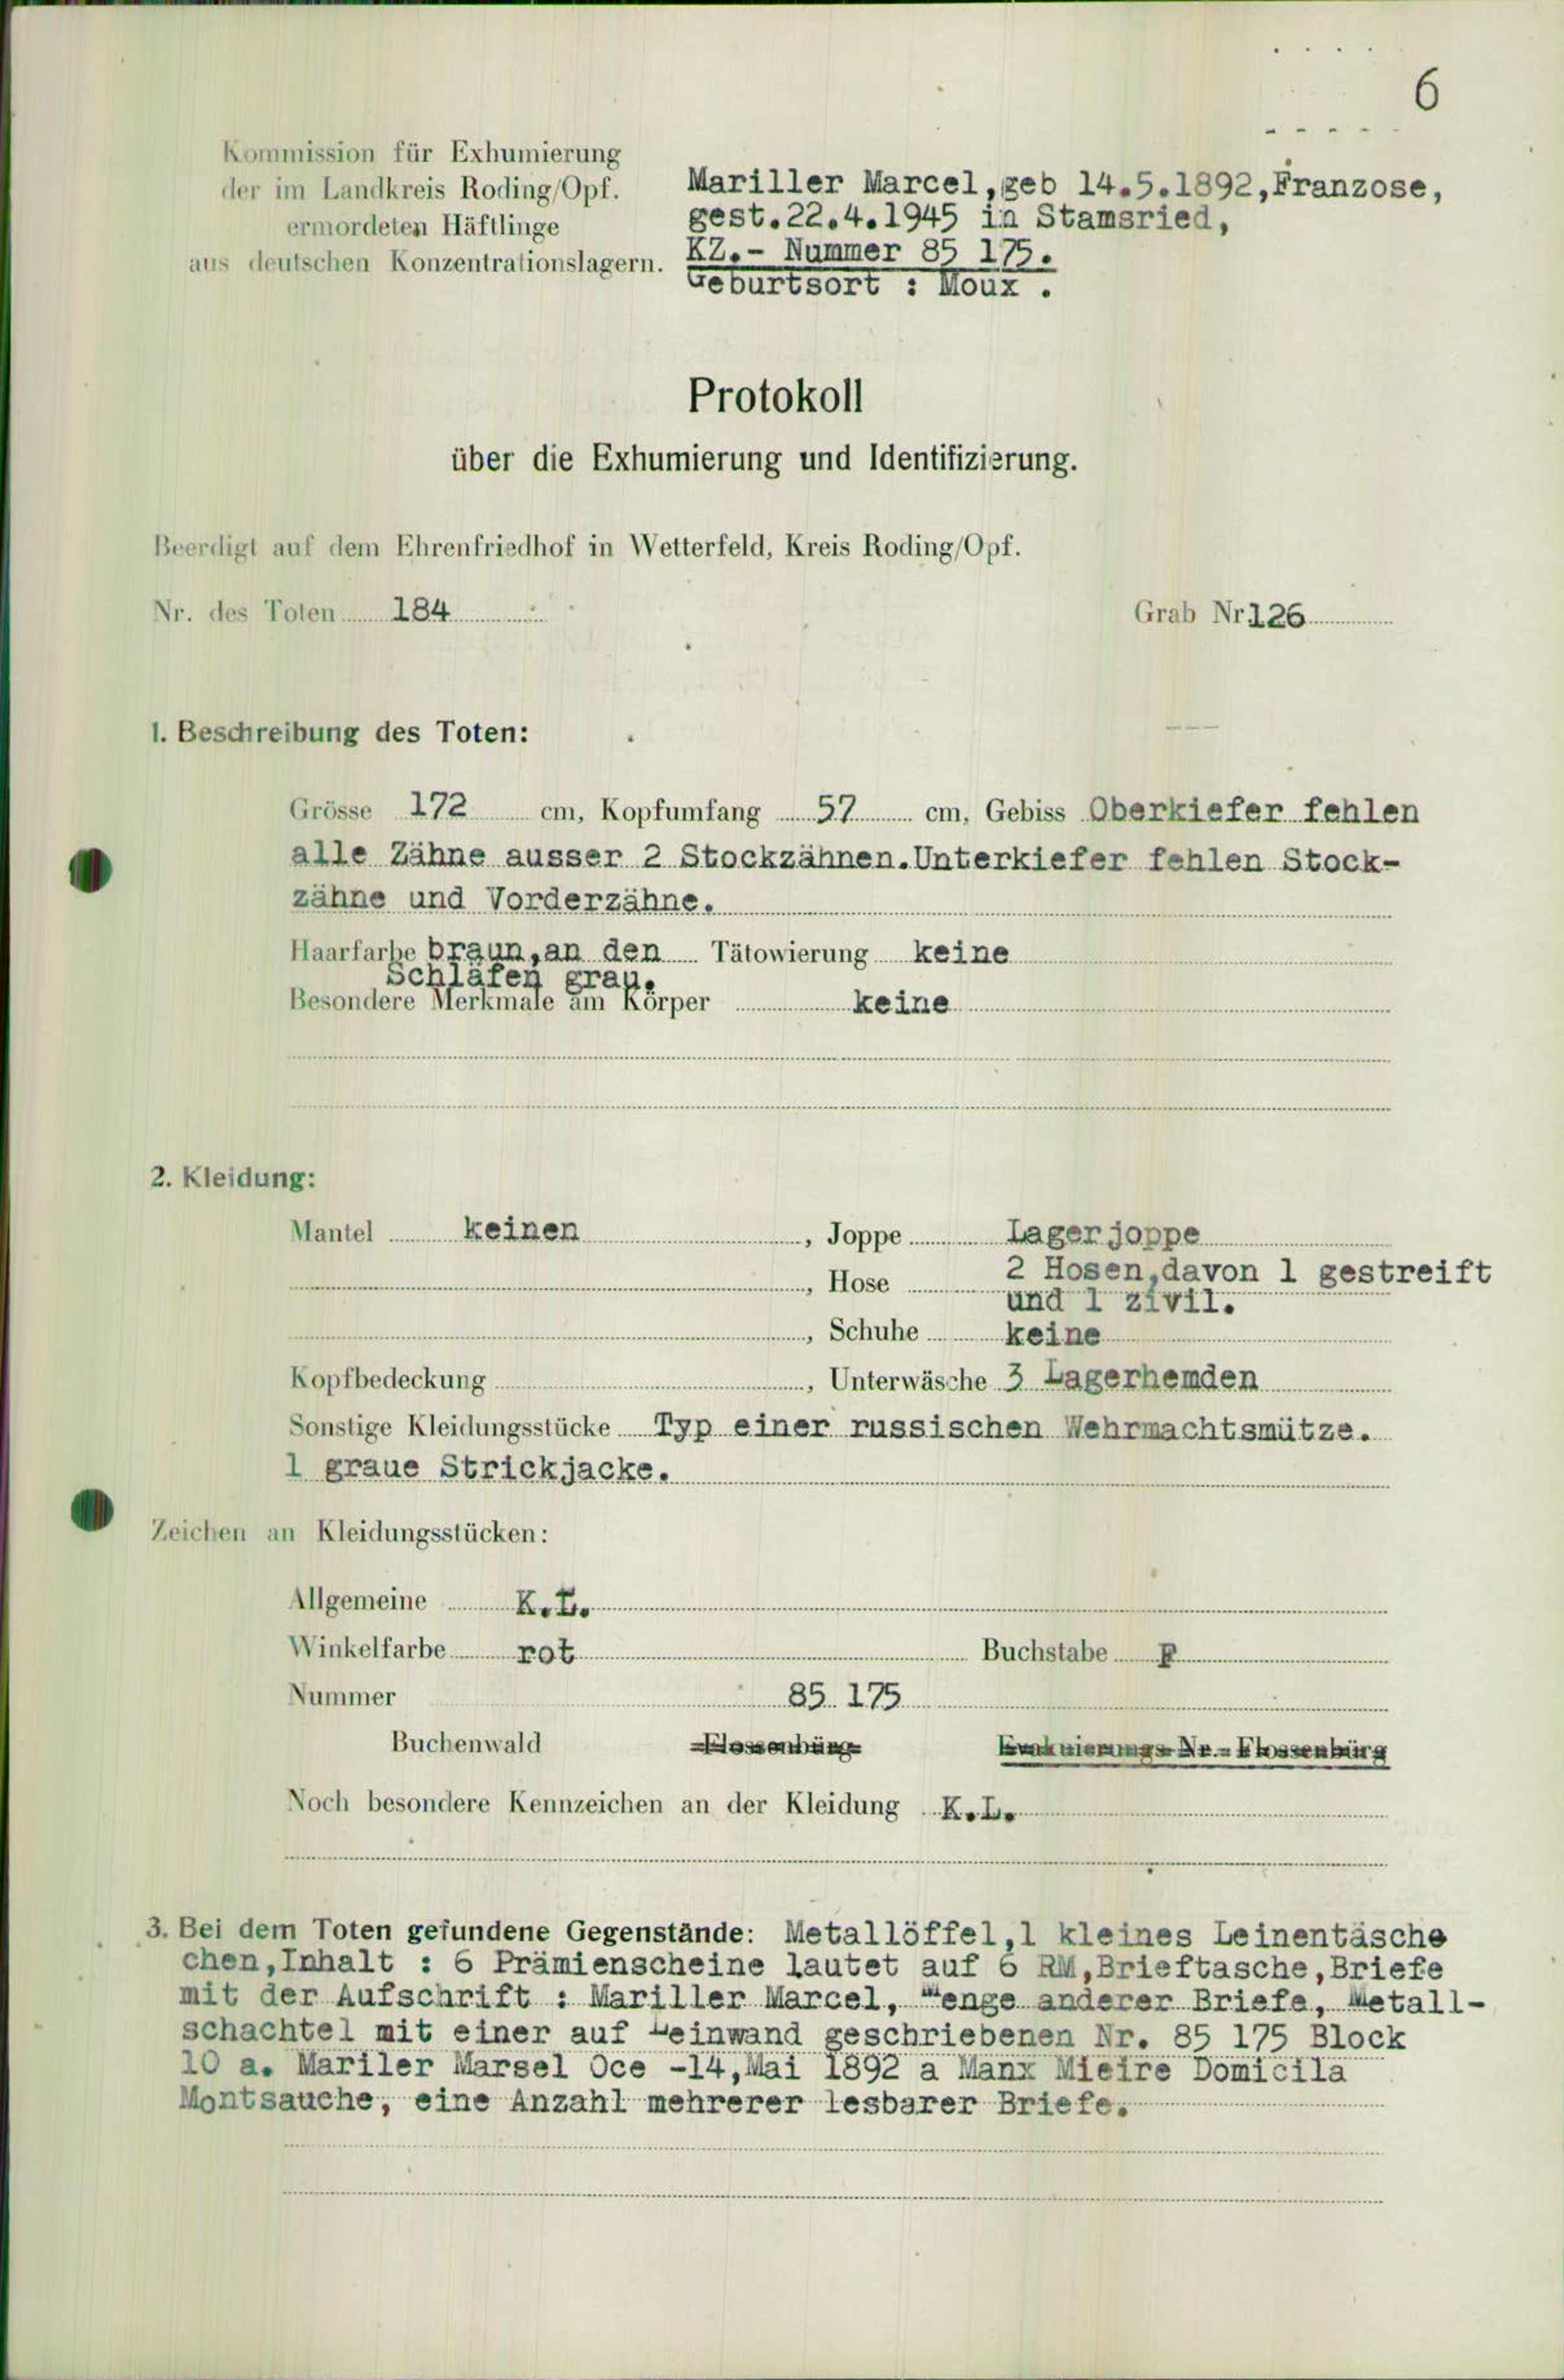 6
Kommission für Exhumierung
der im Landkreis Roding/Opf.
ermordeten Häftlinge
aus deutschen Konzentrationslagern.
Mariller Marcel,geb 14.5.1892,Franzose,
gest.22.4.1945 in Stamsried,
KZ.- Nummer 85 175.
Geburtsort : Moux .
Protokoll
über die Exhumierung und Identifizierung.
Beerdigt auf dem Ehrenfriedhof in Wetterfeld, Kreis Roding/Opf.
Nr. des Toten 184 Grab Nr.126
1. Beschreibung des Toten:
Grösse 172 cm, Kopfumfang 57 cm, Gebiss Oberkiefer fehlen
alle Zähne ausser 2 Stockzähnen.Unterkiefer fehlen Stock-
zähne und Vorderzähne.
Haarfarbe braun,an den Tätowierung keine
Schläfen grau.
Besondere Merkmale am Körper keine
2. Kleidung:
Mantel keinen , Joppe Lagerjoppe
, Hose 2 Hosen,davon 1 gestreift
und 1 zivil.
, Schuhe keine
Kopfbedeckung , Unterwäsche 3 Lagerhemden
Sonstige Kleidungsstücke Typ einer russischen Wehrmachtsmütze.
1 graue Strickjacke.
Zeichen an Kleidungsstücken:
Allgemeine K.L.
Winkelfarbe rot Buchstabe F
Nummer 85 175
Buchenwald Flossenbürg Evakuierungs-Nr.-Flossenbürg
Noch besondere Kennzeichen an der Kleidung K.L.
3. Bei dem Toten gefundene Gegenstände: Metallöffel,1 kleines Leinentäsche
chen,Inhalt : 6 Prämienscheine lautet auf 6 RM,Brieftasche,Briefe
mit der Aufschrift : Mariller Marcel, Menge anderer Briefe, Metall-
schachtel mit einer auf Leinwand geschriebenen Nr. 85 175 Block
10 a. Mariler Marsel Oce -14,Mai 1892 a Manx Mieire Domicila
Montsauche, eine Anzahl mehrerer lesbarer Briefe.